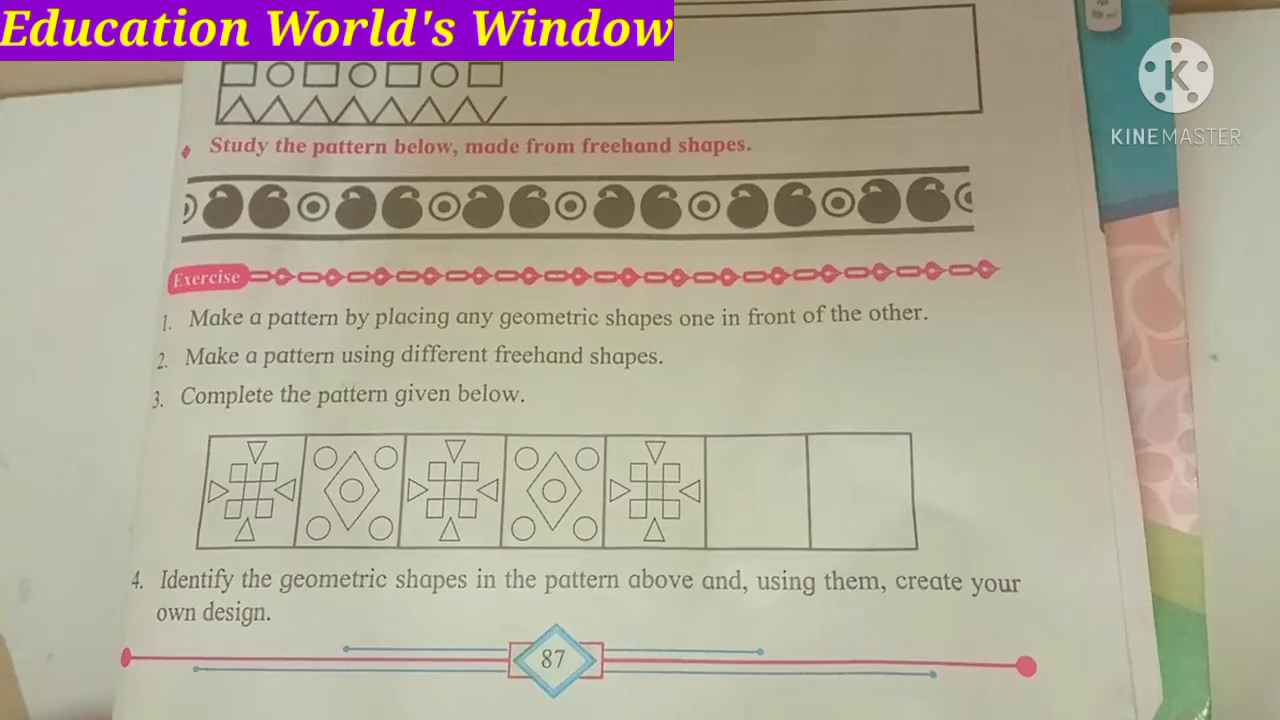 Education World's Window
K
KINEMASTER
Study the pattern below, made from freehand shapes.
Exercise
1. Make a pattern by placing any geometric shapes one in front of the other.
2. Make a pattern using different freehand shapes.
3. Complete the pattern given below.
4. Identify the geometric shapes in the pattern above and, using them, create your
own design.
87